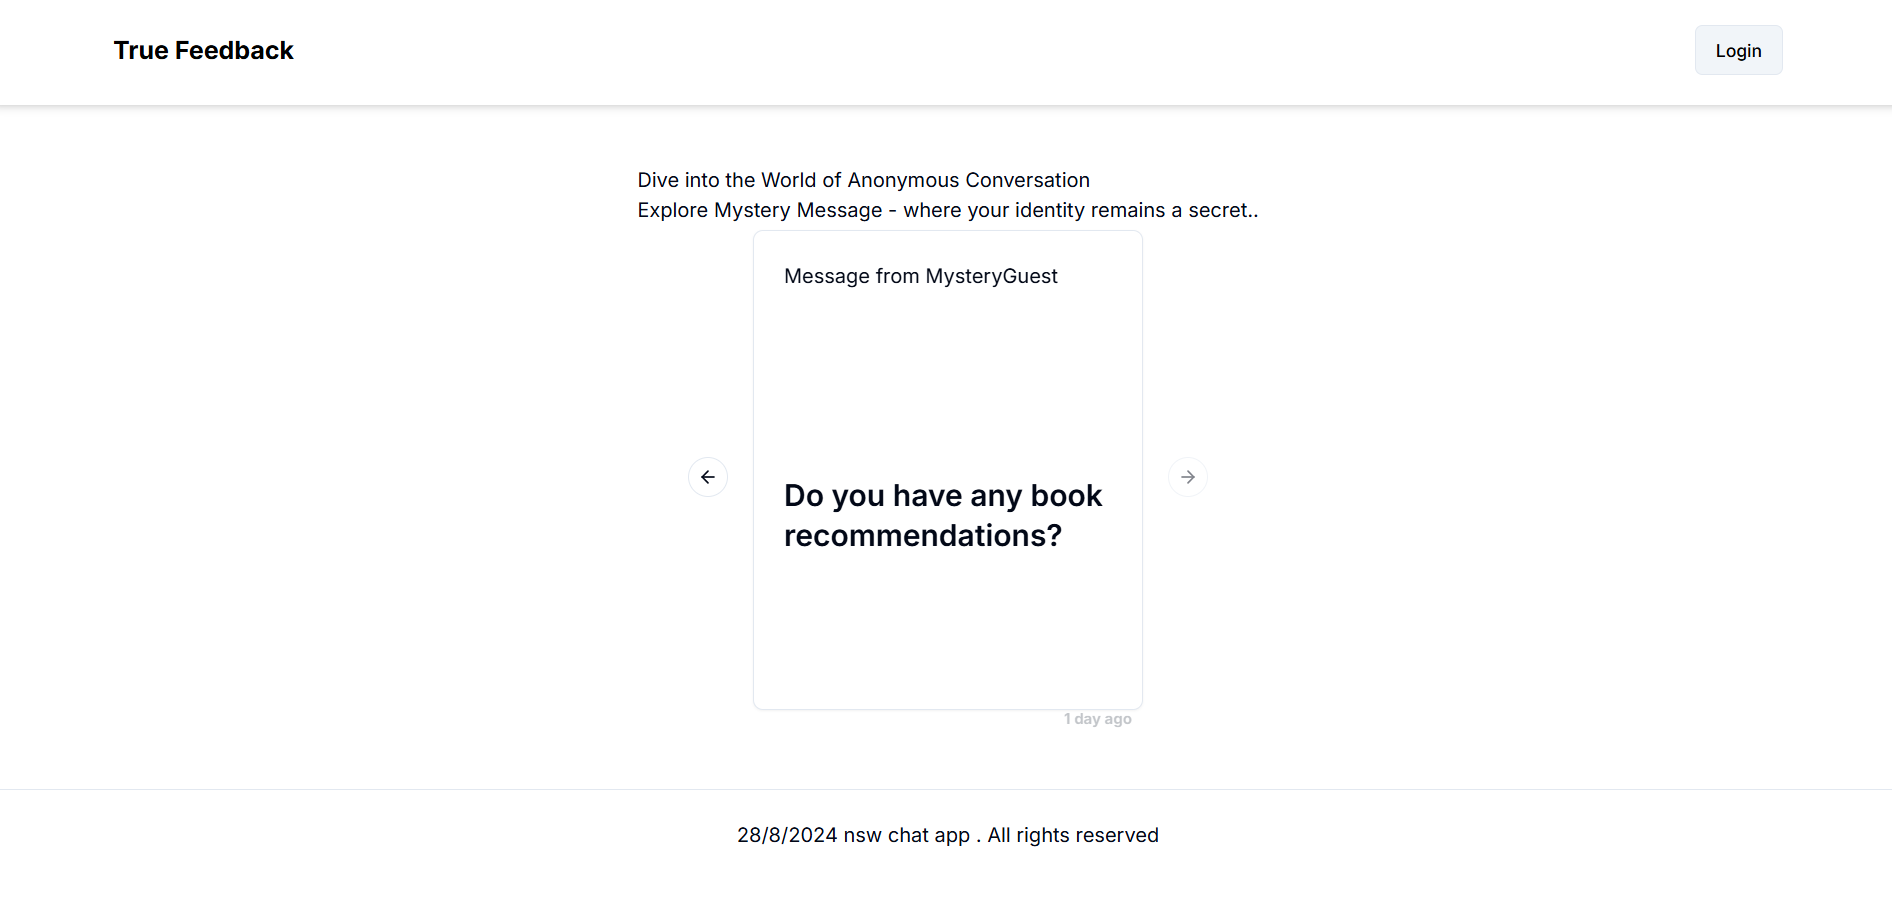 True Feedback
Login
Dive into the World of Anonymous Conversation
Explore Mystery Message - where your identity remains a secret..
Message from MysteryGuest
Do you have any book
recommendations?
1 day ago
28/8/2024 nsw chat app . All rights reserved